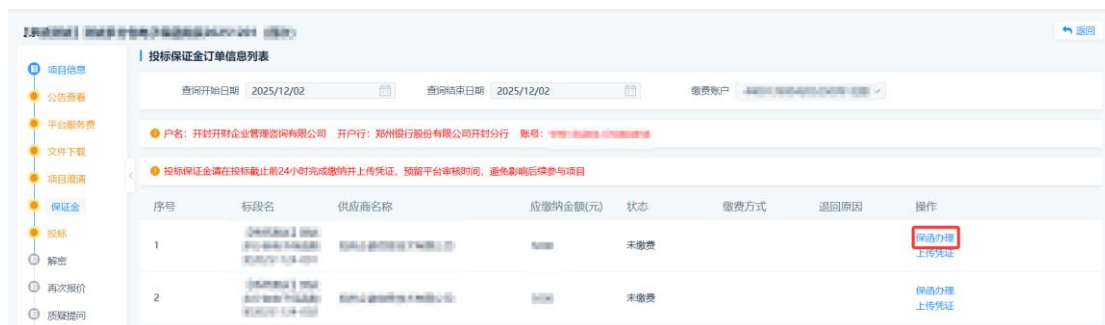 返回
投标保证金订单信息列表
项目信息
查询开始日期 2025/12/02 查询结束日期 2025/12/02 缴费账户
公告查看
平台服务费
户名：开封开财企业管理咨询有限公司 开户行：郑州银行股份有限公司开封分行 账号：
文件下载
投标保证金请在投标截止前24小时完成缴纳并上传凭证，预留平台审核时间，避免影响后续参与项目
项目澄清
保证金
序号 标段名 供应商名称 应缴纳金额(元) 状态 缴费方式 退回原因 操作
投标
1 未缴费 保函办理
上传凭证
解密
再次报价
2 未缴费 保函办理
上传凭证
质疑提问